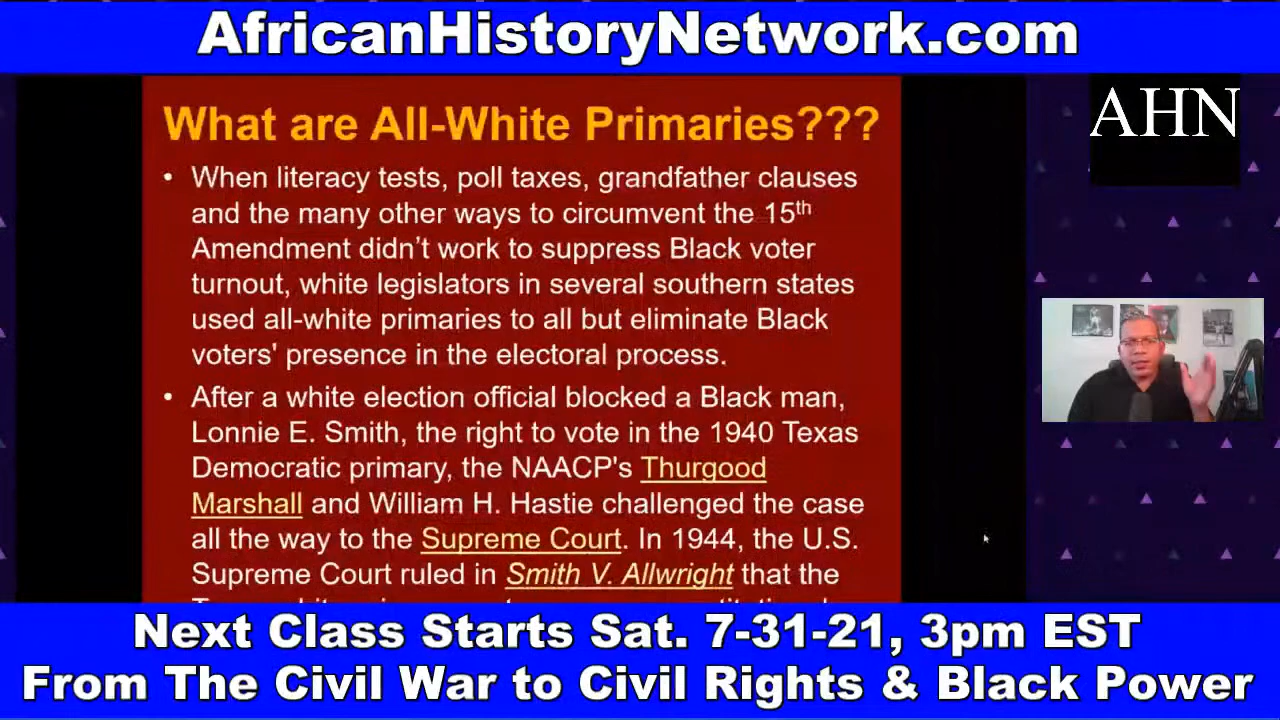 AfricanHistoryNetwork.com
AHN
What are All-White Primaries???
• When literacy tests, poll taxes, grandfather clauses
and the many other ways to circumvent the 15th
Amendment didn't work to suppress Black voter
turnout, white legislators in several southern states
used all-white primaries to all but eliminate Black
voters' presence in the electoral process.
• After a white election official blocked a Black man,
Lonnie E. Smith, the right to vote in the 1940 Texas
Democratic primary, the NAACP's Thurgood
Marshall and William H. Hastie challenged the case
all the way to the Supreme Court. In 1944, the U.S.
Supreme Court ruled in Smith V. Allwright that the
Next Class Starts Sat. 7-31-21, 3pm EST
From The Civil War to Civil Rights & Black Power